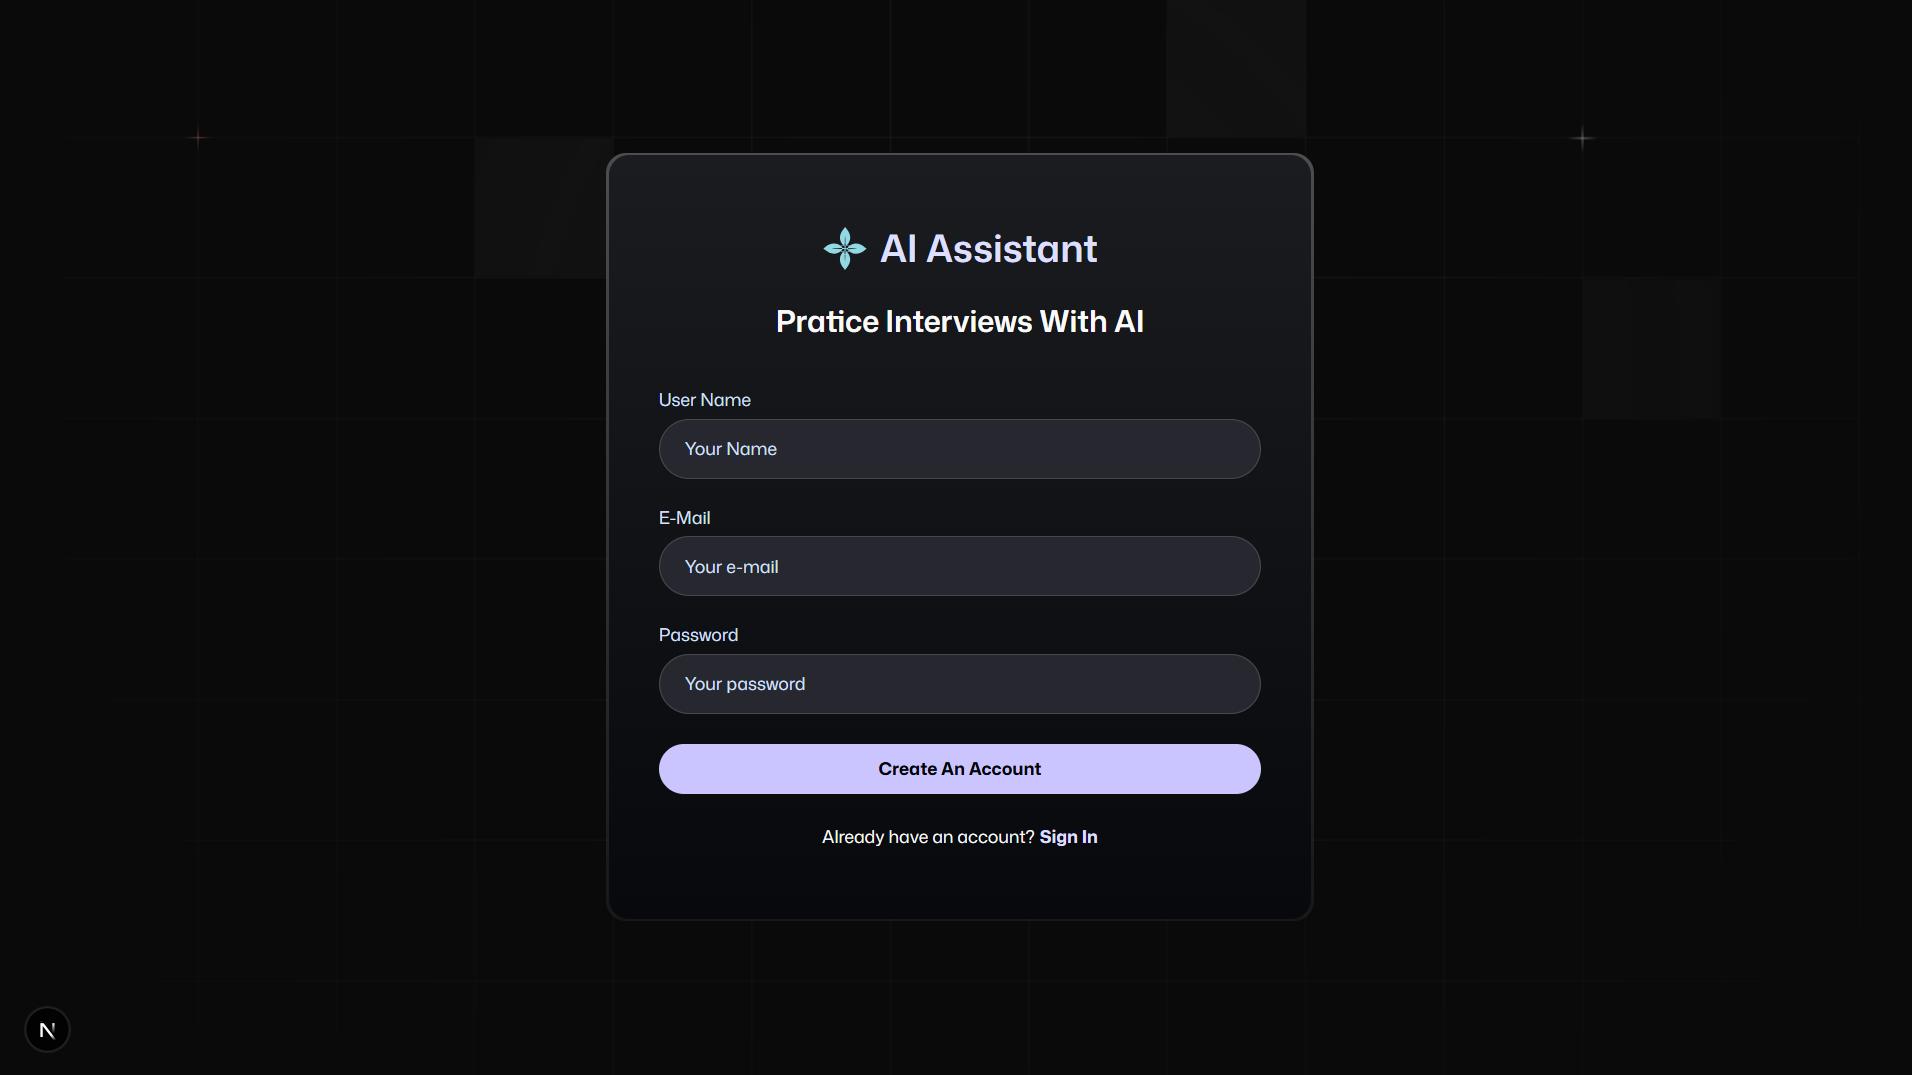 AI Assistant
Pratice Interviews With AI
User Name
Your Name
E-Mail
Your e-mail
Password
Your password
Create An Account
Already have an account? Sign In
N